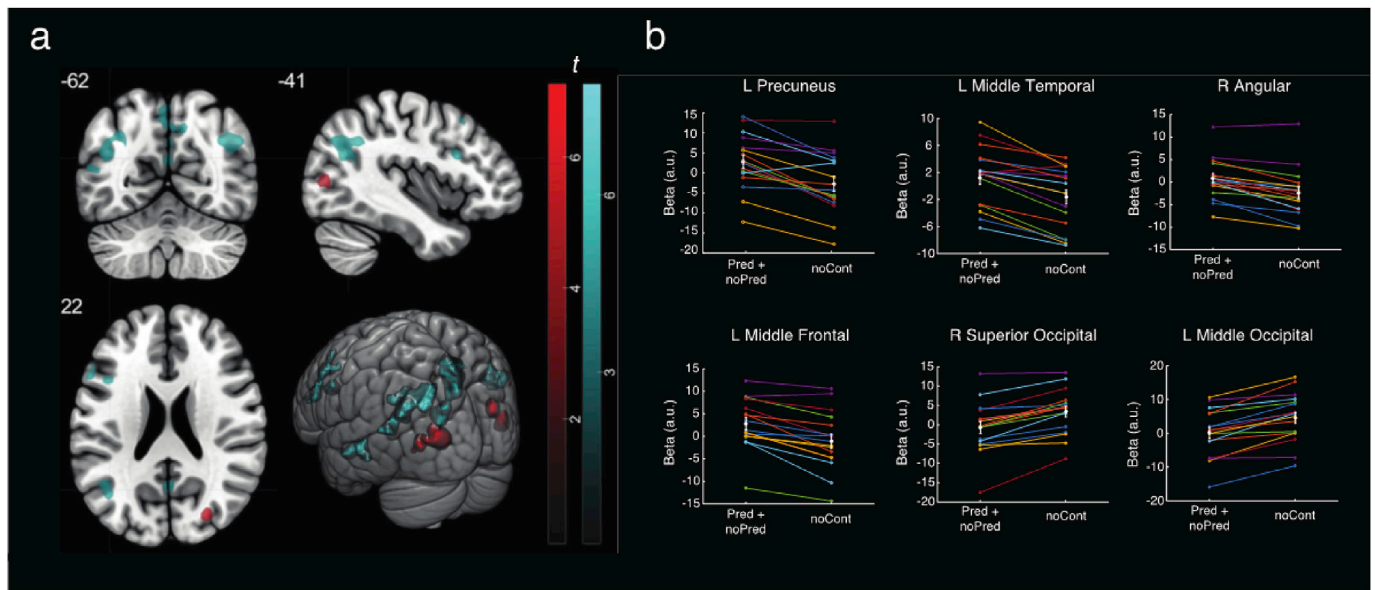 a
b
-62
-41
t
22
6
4
2
6
3
L Precuneus
Beta (a.u.)
15
10
5
0
-5
-10
-15
-20
Pred +
noPred
noCont
L Middle Temporal
Beta (a.u.)
10
6
2
-2
-6
-10
Pred +
noPred
noCont
R Angular
Beta (a.u.)
15
10
5
0
-5
-10
-15
Pred +
noPred
noCont
L Middle Frontal
Beta (a.u.)
15
10
5
0
-5
-10
-15
Pred +
noPred
noCont
R Superior Occipital
Beta (a.u.)
15
10
5
0
-5
-10
-15
-20
Pred +
noPred
noCont
L Middle Occipital
Beta (a.u.)
20
10
0
-10
-20
Pred +
noPred
noCont